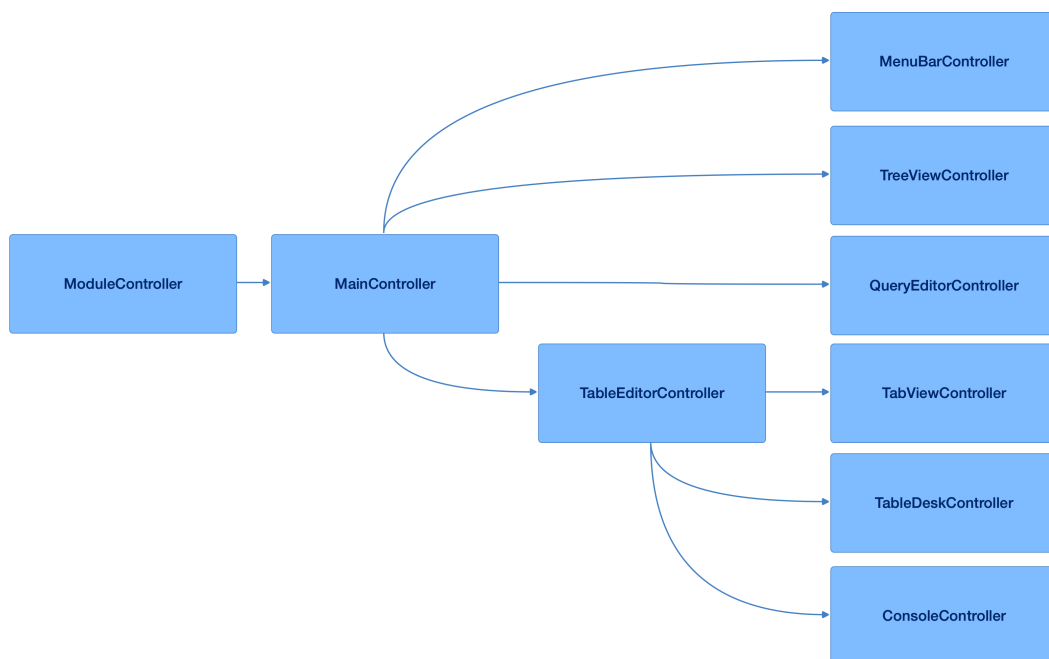 MenuBarController
TreeViewController
ModuleController
MainController
QueryEditorController
TableEditorController
TabViewController
TableDeskController
ConsoleController